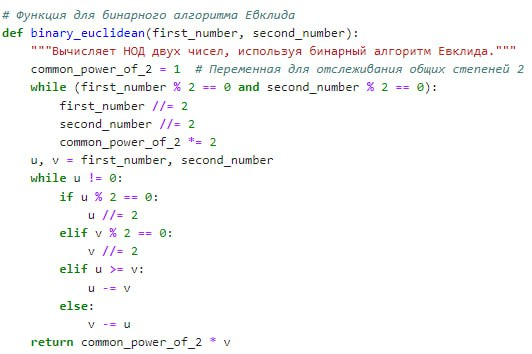 # Функция для бинарного алгоритма Евклида
def binary_euclidean(first_number, second_number):
    """Вычисляет НОД двух чисел, используя бинарный алгоритм Евклида."""
    common_power_of_2 = 1  # Переменная для отслеживания общих степеней 2
    while (first_number % 2 == 0 and second_number % 2 == 0):
        first_number //= 2
        second_number //= 2
        common_power_of_2 *= 2
    u, v = first_number, second_number
    while u != 0:
        if u % 2 == 0:
            u //= 2
        elif v % 2 == 0:
            v //= 2
        elif u >= v:
            u -= v
        else:
            v -= u
    return common_power_of_2 * v